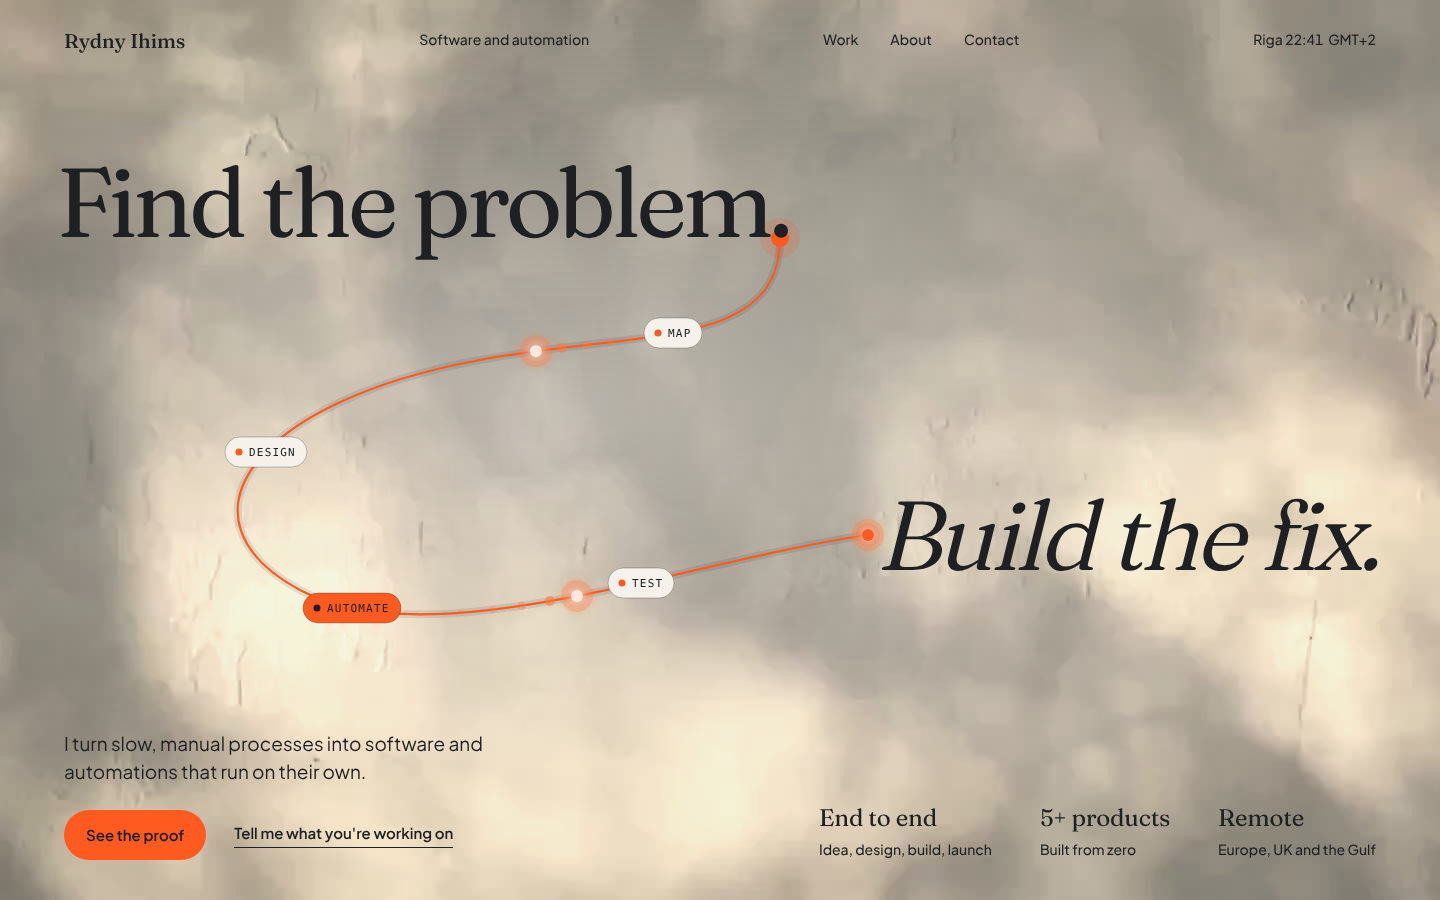 Rydny Ihims
Software and automation
Work
About
Contact
Riga 22:41 GMT+2
Find the problem.
MAP
DESIGN
Build the fix.
TEST
AUTOMATE
I turn slow, manual processes into software and
automations that run on their own.
See the proof
Tell me what you're working on
End to end
Idea, design, build, launch
5+ products
Built from zero
Remote
Europe, UK and the Gulf